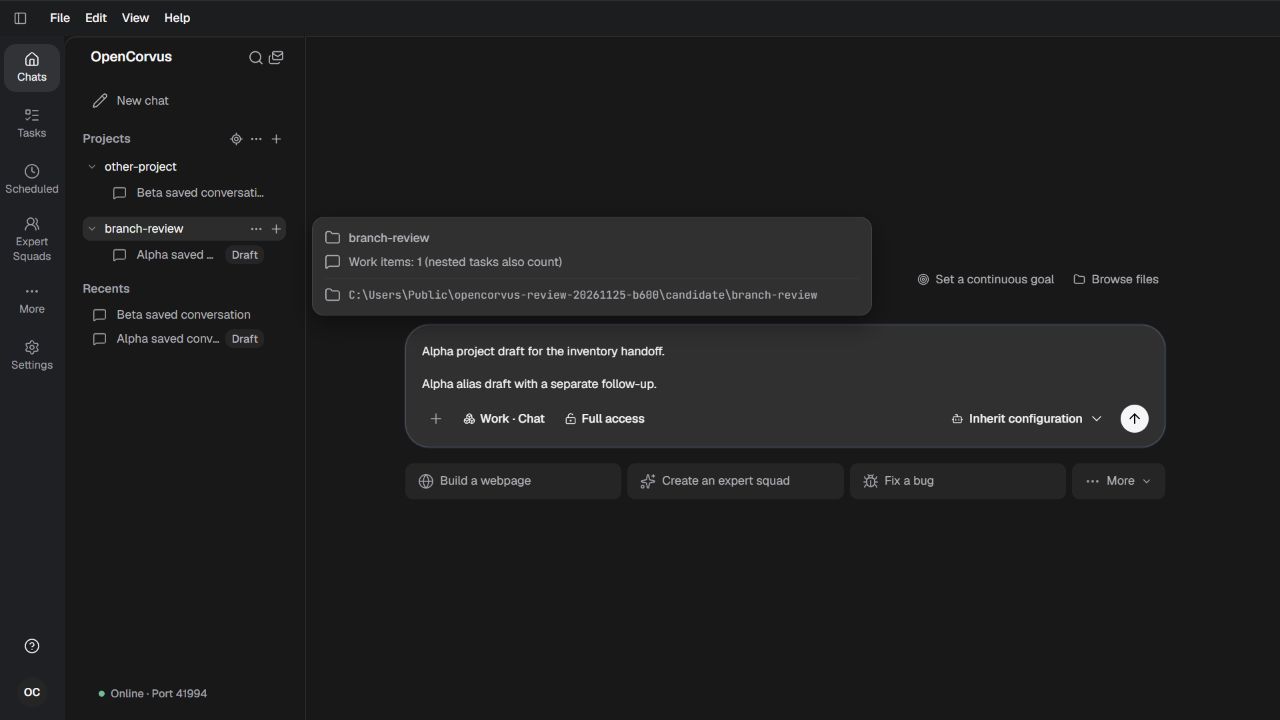 File Edit View Help
Chats
Tasks
Scheduled
Expert
Squads
More
Settings
OC
OpenCorvus
New chat
Projects
other-project
Beta saved conversati...
branch-review
Alpha saved ... Draft
Recents
Beta saved conversation
Alpha saved conv... Draft
Online · Port 41994
branch-review
Work items: 1 (nested tasks also count)
C:\Users\Public\opencorvus-review-20261125-b600\candidate\branch-review
Set a continuous goal Browse files
Alpha project draft for the inventory handoff.
Alpha alias draft with a separate follow-up.
Work · Chat Full access Inherit configuration
Build a webpage Create an expert squad Fix a bug More